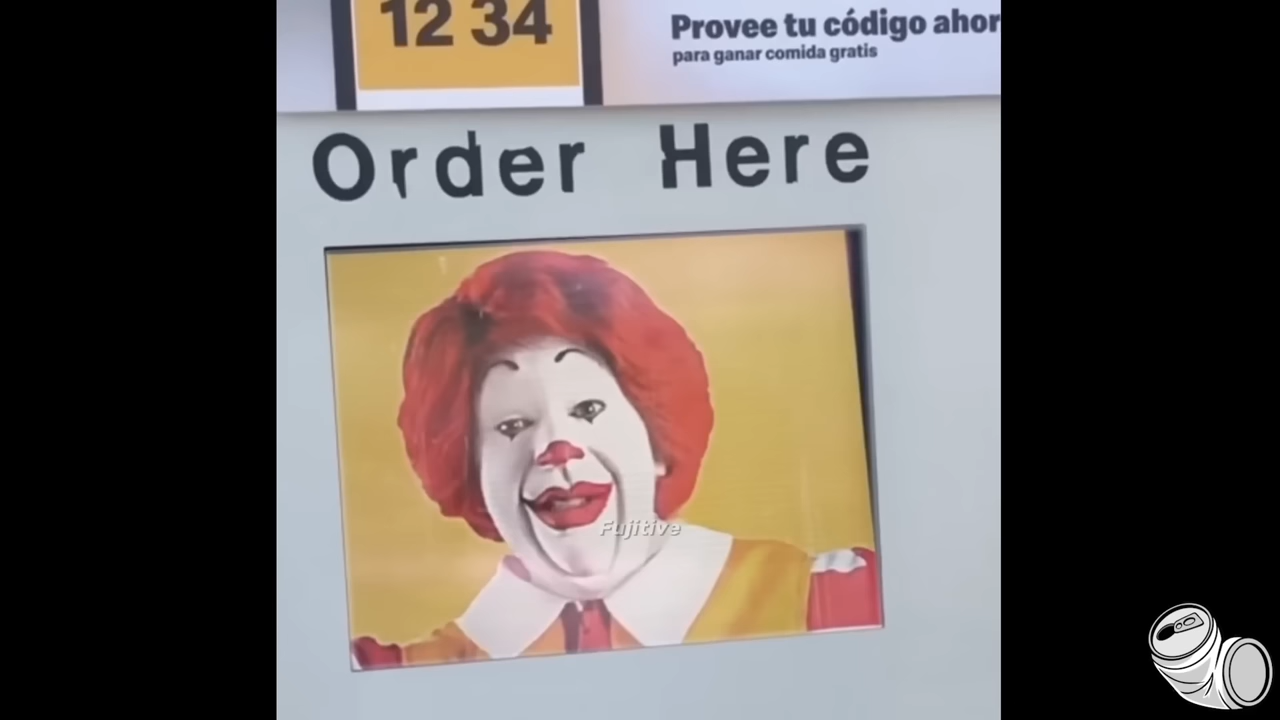 12 34
Provee tu código ahor
para ganar comida gratis
Order Here
Fujitive